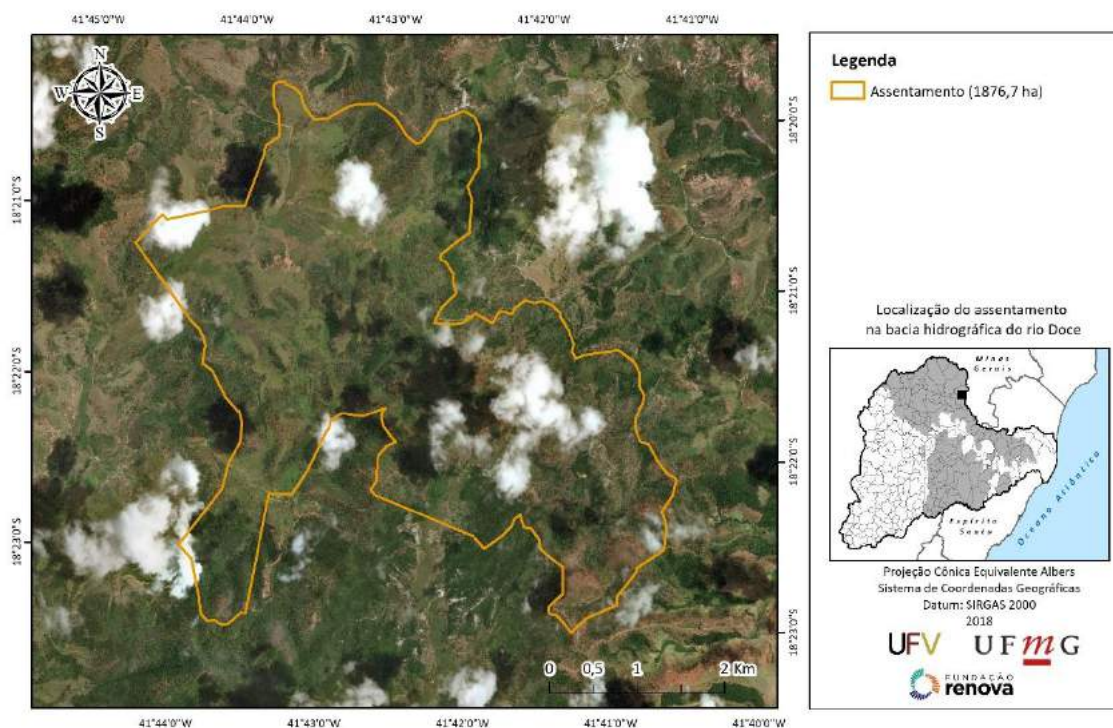 41°45'0"W 41°44'0"W 41°43'0"W 41°42'0"W 41°41'0"W
N
W E
S
18°21'0"S
18°22'0"S
18°23'0"S
18°20'0"S
18°21'0"S
18°22'0"S
18°23'0"S
0 0,5 1 2 Km
41°44'0"W 41°43'0"W 41°42'0"W 41°41'0"W 41°40'0"W
Legenda
Assentamento (1876,7 ha)
Localização do assentamento
na bacia hidrográfica do rio Doce
Minas
Gerais
Espírito
Santo
Oceano Atlântico
Projeção Cônica Equivalente Albers
Sistema de Coordenadas Geográficas
Datum: SIRGAS 2000
2018
UFV UFmG
FUNDAÇÃO
renova